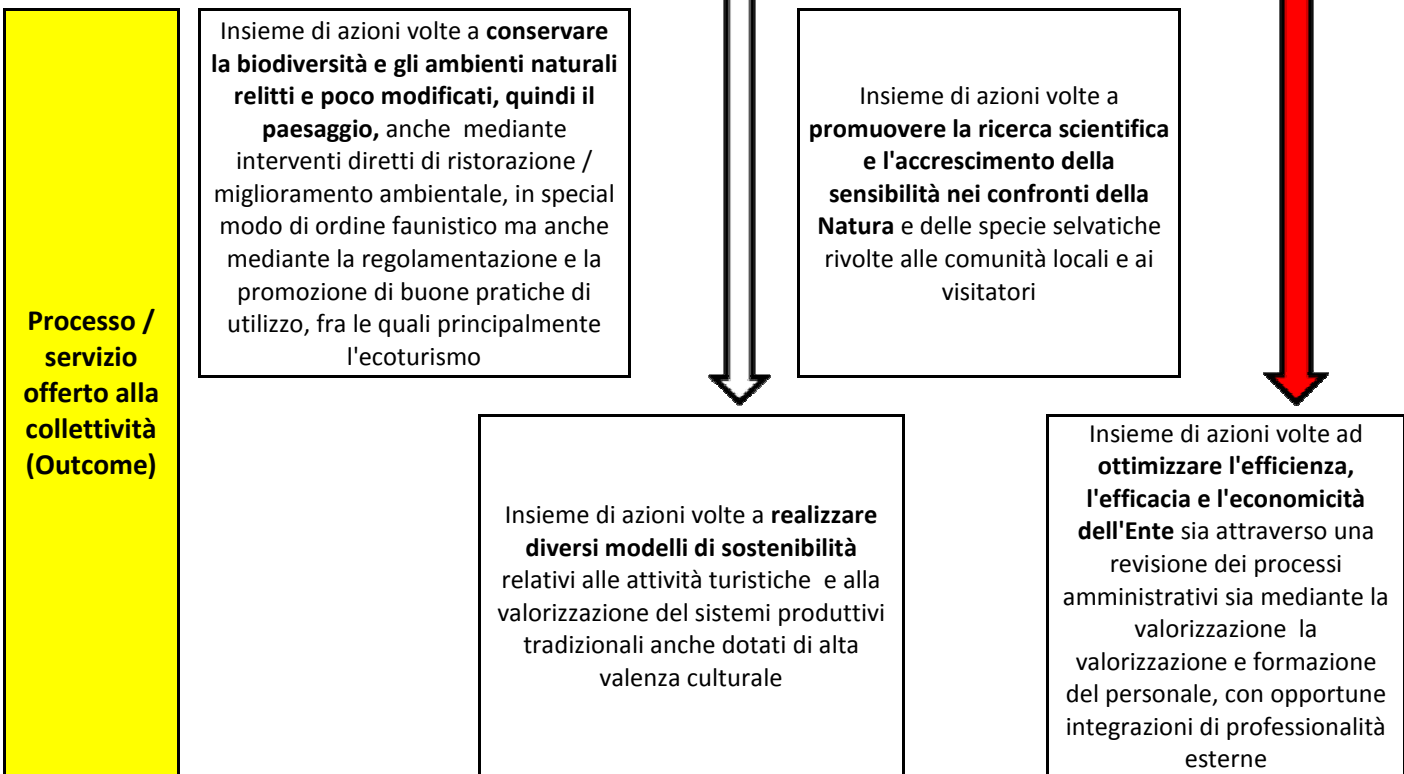 Processo /
servizio
offerto alla
collettività
(Outcome)
Insieme di azioni volte a conservare
la biodiversità e gli ambienti naturali
relitti e poco modificati, quindi il
paesaggio, anche mediante
interventi diretti di ristorazione /
miglioramento ambientale, in special
modo di ordine faunistico ma anche
mediante la regolamentazione e la
promozione di buone pratiche di
utilizzo, fra le quali principalmente
l'ecoturismo
Insieme di azioni volte a
promuovere la ricerca scientifica
e l'accrescimento della
sensibilità nei confronti della
Natura e delle specie selvatiche
rivolte alle comunità locali e ai
visitatori
Insieme di azioni volte a realizzare
diversi modelli di sostenibilità
relativi alle attività turistiche e alla
valorizzazione del sistemi produttivi
tradizionali anche dotati di alta
valenza culturale
Insieme di azioni volte ad
ottimizzare l'efficienza,
l'efficacia e l'economicità
dell'Ente sia attraverso una
revisione dei processi
amministrativi sia mediante la
valorizzazione la
valorizzazione e formazione
del personale, con opportune
integrazioni di professionalità
esterne